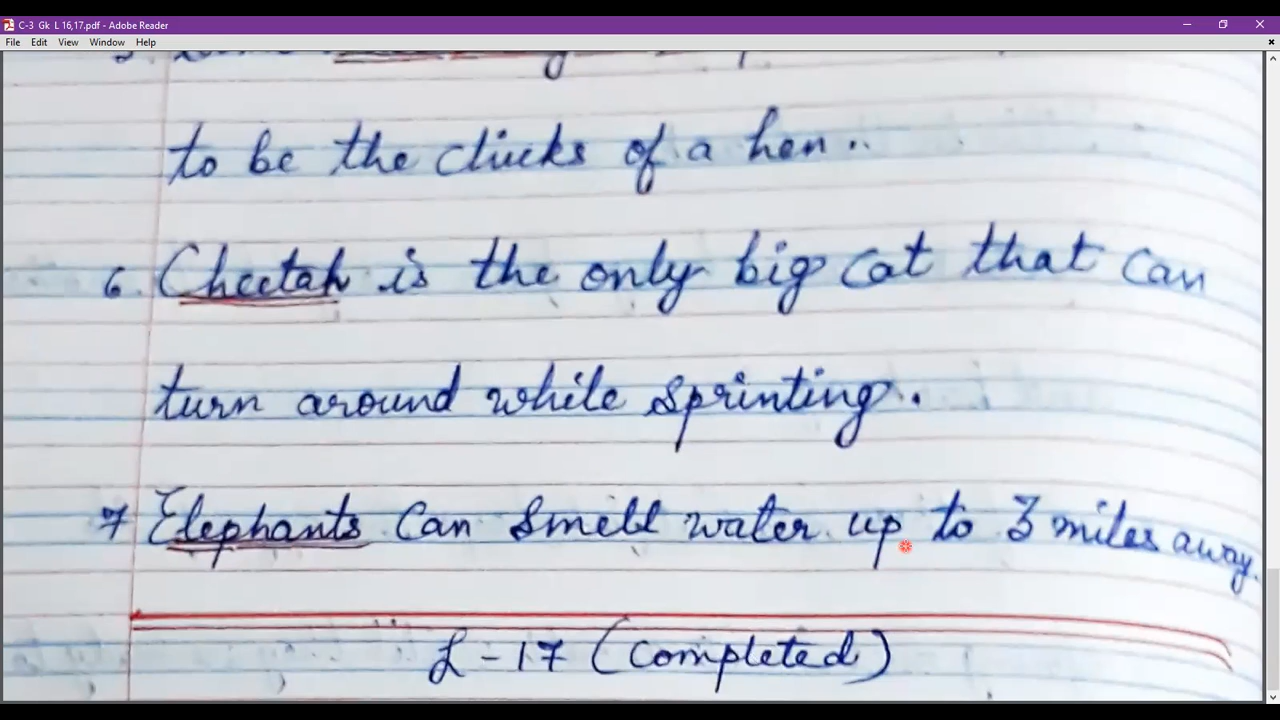 C-3 Gk L 16,17.pdf - Adobe Reader
File Edit View Window Help
to be the clucks of a hen..
6. Cheetah is the only big cat that can
turn around while sprinting.
7 Elephants can smell water up to 3 miles away.
L-17 (Completed)